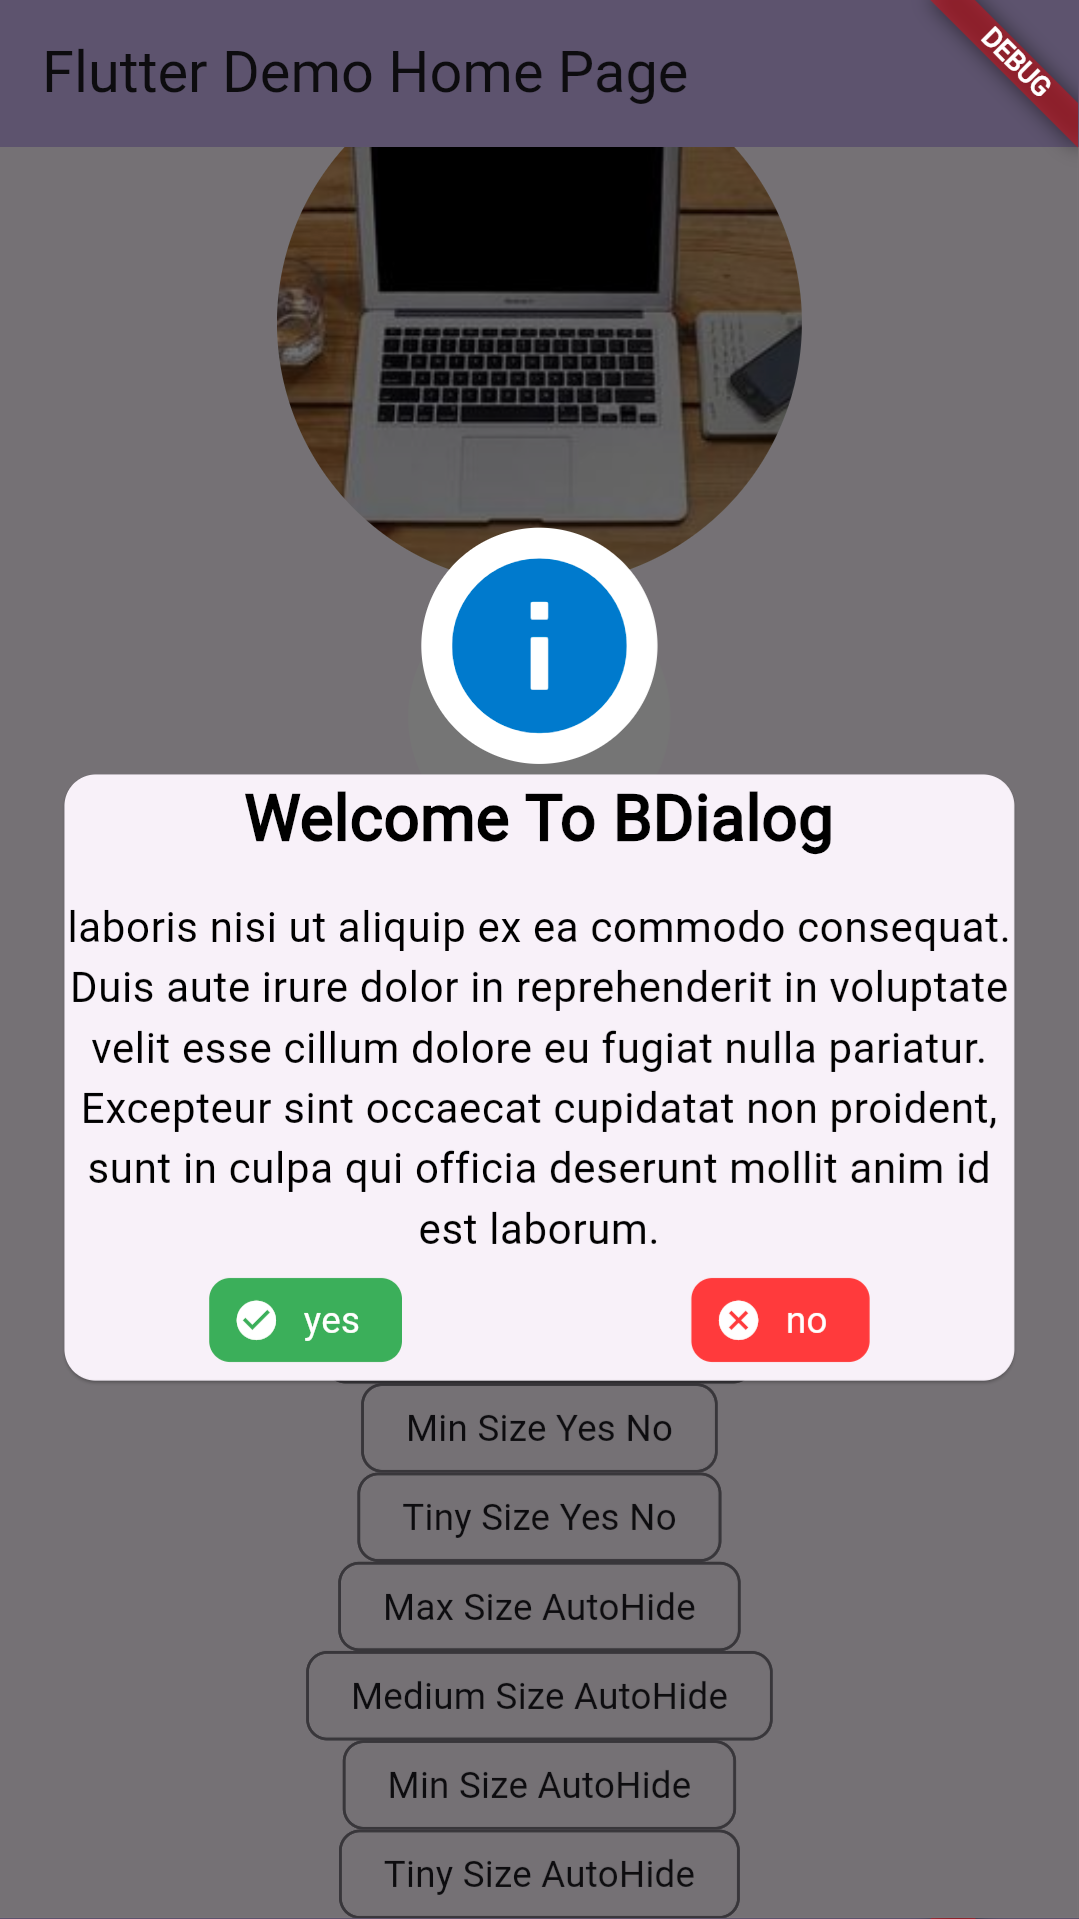 Flutter Demo Home Page
DEBUG
Welcome To BDialog
laboris nisi ut aliquip ex ea commodo consequat.
Duis aute irure dolor in reprehenderit in voluptate
velit esse cillum dolore eu fugiat nulla pariatur.
Excepteur sint occaecat cupidatat non proident,
sunt in culpa qui officia deserunt mollit anim id
est laborum.
yes
no
Min Size Yes No
Tiny Size Yes No
Max Size AutoHide
Medium Size AutoHide
Min Size AutoHide
Tiny Size AutoHide